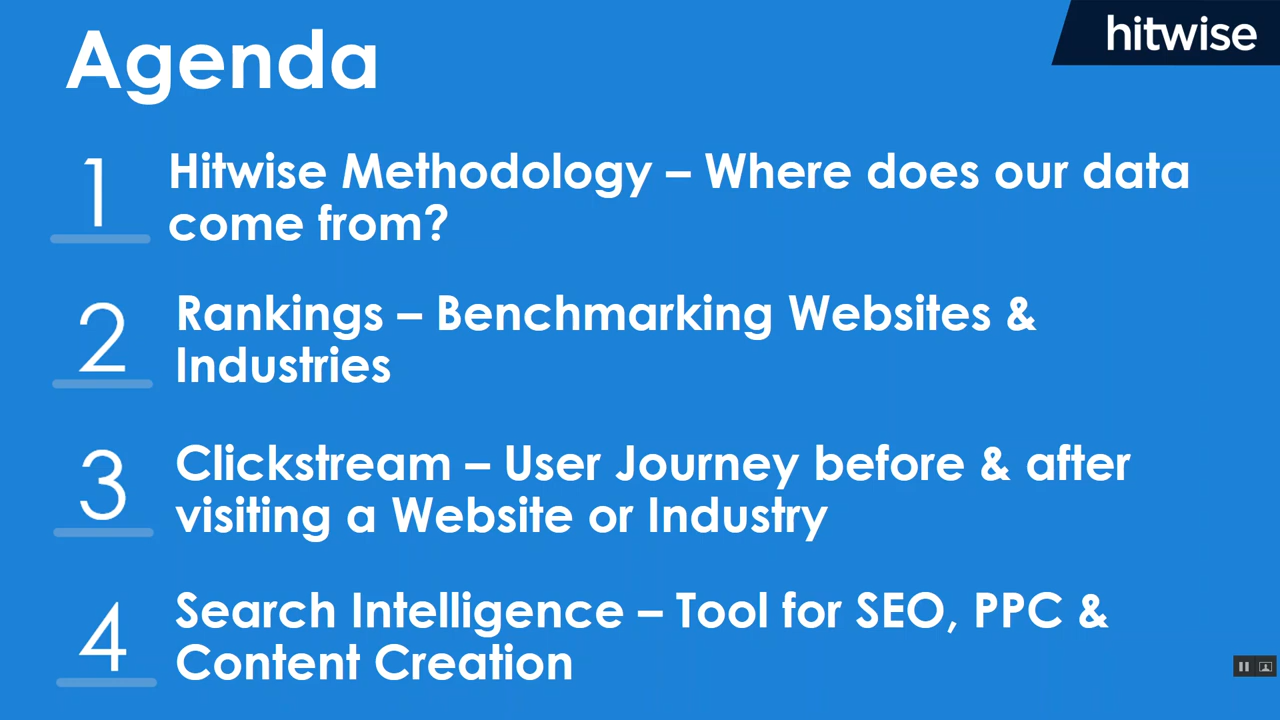 Agenda
hitwise
1
Hitwise Methodology – Where does our data
come from?
2
Rankings – Benchmarking Websites &
Industries
3
Clickstream – User Journey before & after
visiting a Website or Industry
4
Search Intelligence – Tool for SEO, PPC &
Content Creation